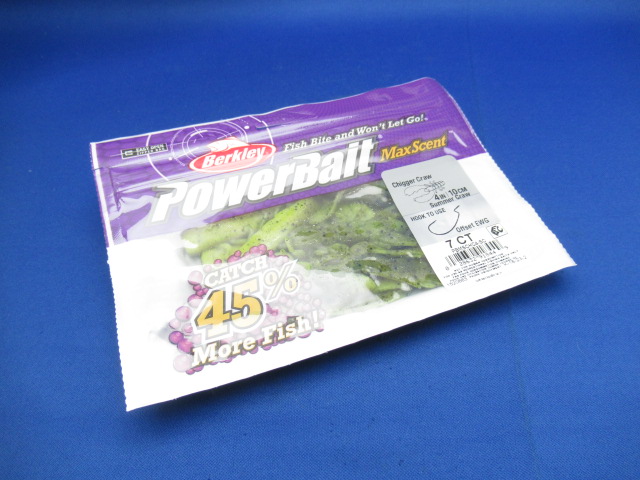 Berkley
Fish Bite and Won't Let Go!
PowerBait
MaxScent
Chigger Craw
4in 10CM
Summer Craw
HOOK TO USE
Offset EWG
7 CT
CATCH
45%
More Fish!